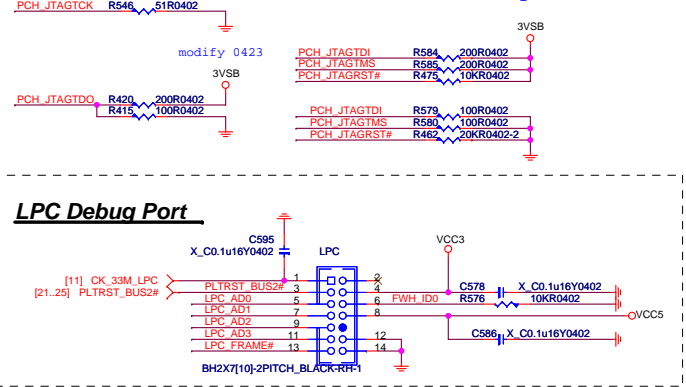 PCH_JTAGTCK R546 51R0402
modify 0423
3VSB
3VSB
PCH_JTAGTDI R584 200R0402
PCH_JTAGTMS R585 200R0402
PCH_JTAGRST# R475 10KR0402
PCH_JTAGTDO R420 200R0402
R415 100R0402
PCH_JTAGTDI R579 100R0402
PCH_JTAGTMS R580 100R0402
PCH_JTAGRST# R462 20KR0402-2
LPC Debug Port
C595
X_C0.1u16Y0402
LPC
VCC3
[11] CK_33M_LPC 1 2
[21..25] PLTRST_BUS2# PLTRST_BUS2# 3 4 C578 X_C0.1u16Y0402
LPC_AD0 5 6 FWH_ID0 R576 10KR0402
LPC_AD1 7 8 VCC5
LPC_AD2 9
LPC_AD3 11 12 C586 X_C0.1u16Y0402
LPC_FRAME# 13 14
BH2X7[10]-2PITCH_BLACK-RH-1